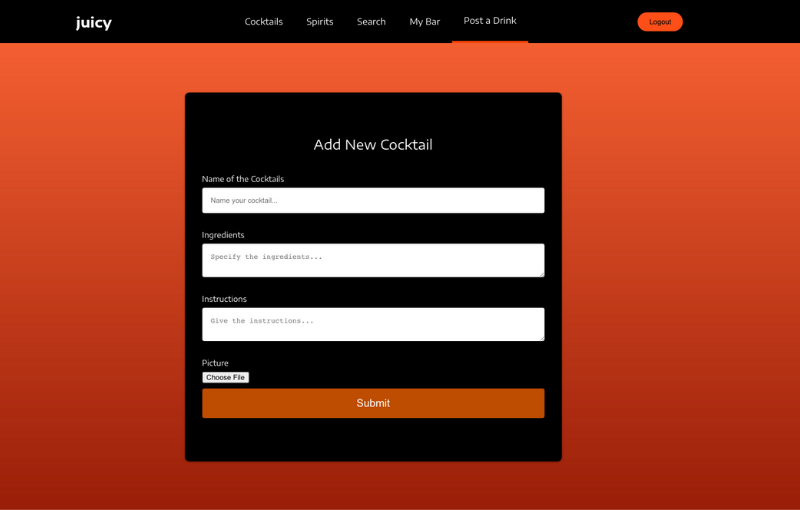 juicy
Cocktails Spirits Search My Bar Post a Drink Logout
Add New Cocktail
Name of the Cocktails
Name your cocktail...
Ingredients
Specify the ingredients...
Instructions
Give the instructions...
Picture
Choose File
Submit